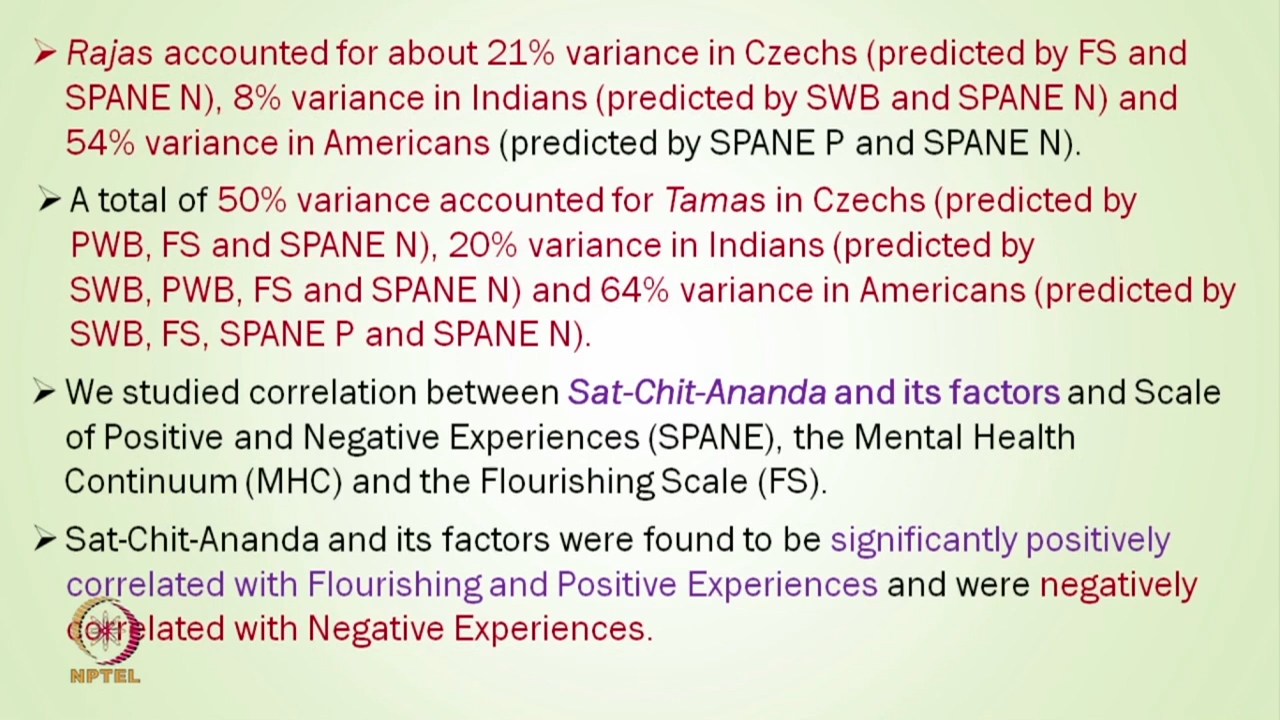 ➢ Rajas accounted for about 21% variance in Czechs (predicted by FS and
SPANE N), 8% variance in Indians (predicted by SWB and SPANE N) and
54% variance in Americans (predicted by SPANE P and SPANE N).
➢ A total of 50% variance accounted for Tamas in Czechs (predicted by
PWB, FS and SPANE N), 20% variance in Indians (predicted by
SWB, PWB, FS and SPANE N) and 64% variance in Americans (predicted by
SWB, FS, SPANE P and SPANE N).
➢ We studied correlation between Sat-Chit-Ananda and its factors and Scale
of Positive and Negative Experiences (SPANE), the Mental Health
Continuum (MHC) and the Flourishing Scale (FS).
➢ Sat-Chit-Ananda and its factors were found to be significantly positively
correlated with Flourishing and Positive Experiences and were negatively
correlated with Negative Experiences.
NPTEL